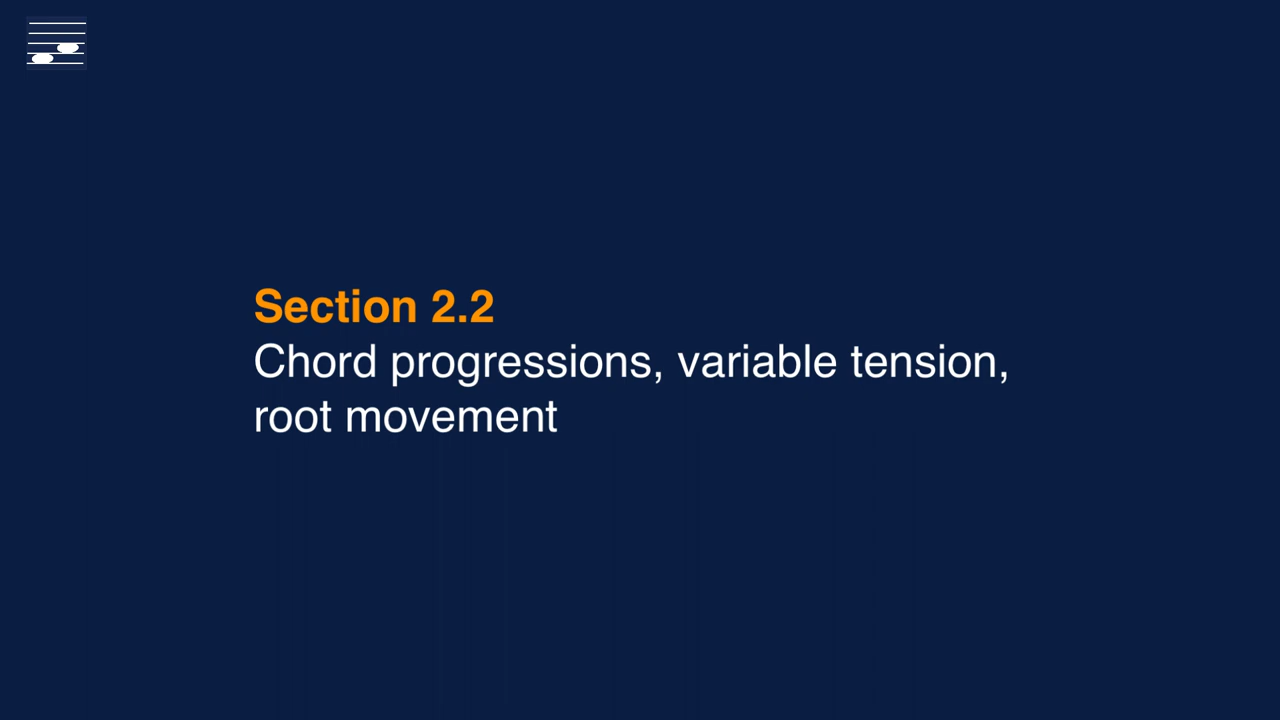 Section 2.2
Chord progressions, variable tension,
root movement